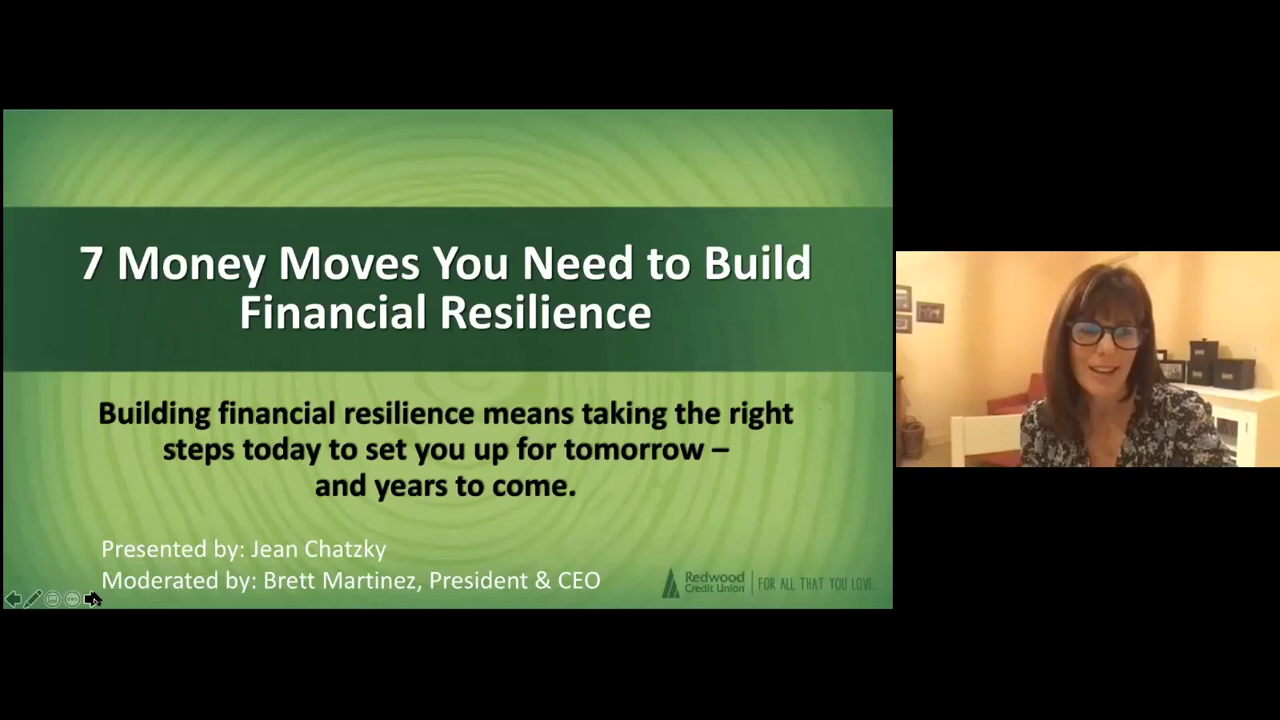 7 Money Moves You Need to Build
Financial Resilience
Building financial resilience means taking the right
steps today to set you up for tomorrow –
and years to come.
Presented by: Jean Chatzky
Moderated by: Brett Martinez, President & CEO
Redwood
Credit Union
FOR ALL THAT YOU LOVE.